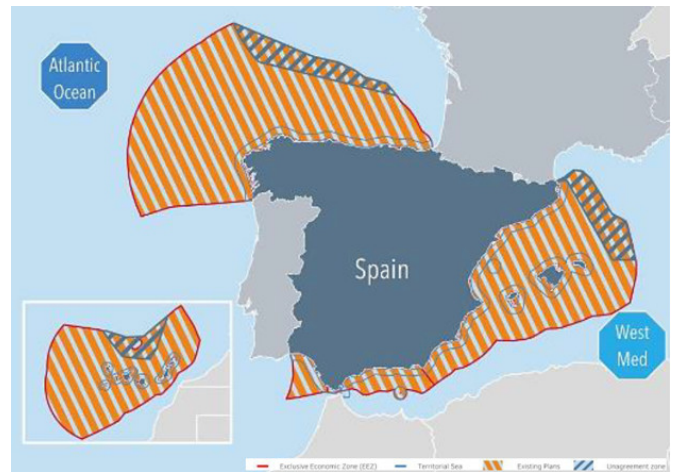 Atlantic
Ocean
Spain
West
Med
Exclusive Economic Zone (EEZ) Territorial Sea Existing Plans Unagreement zone